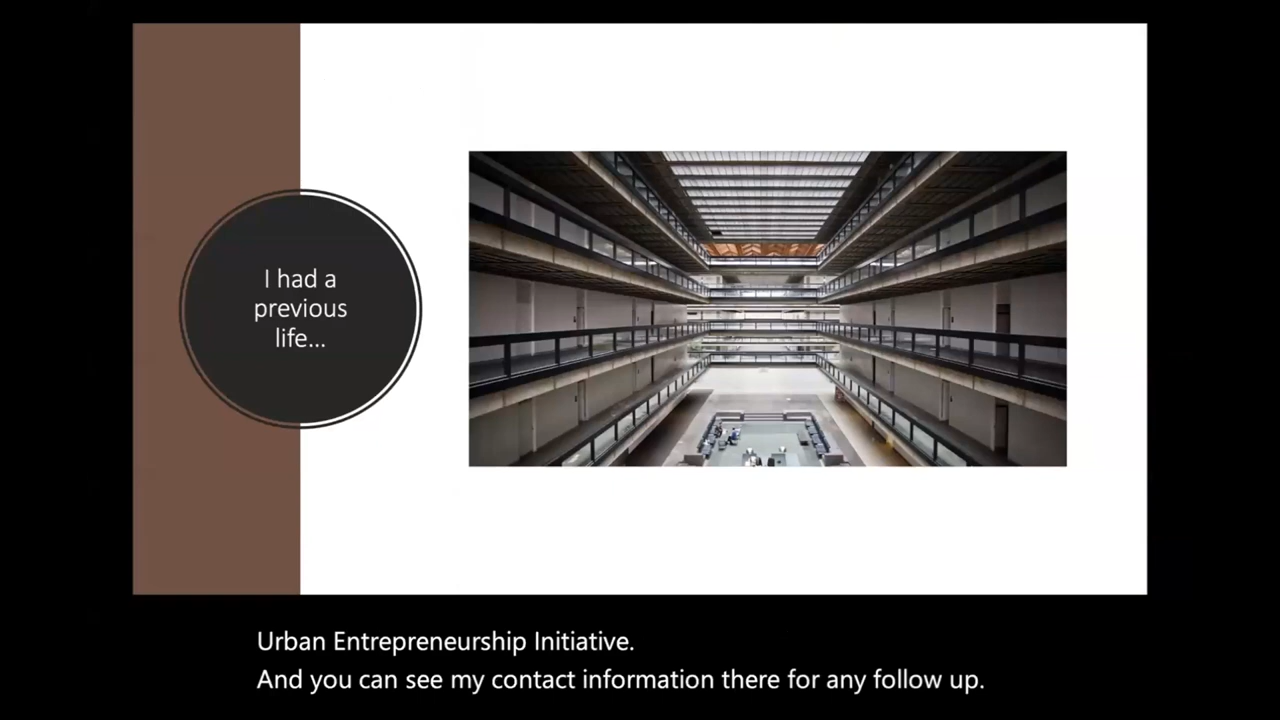 I had a
previous
life...
Urban Entrepreneurship Initiative.
And you can see my contact information there for any follow up.